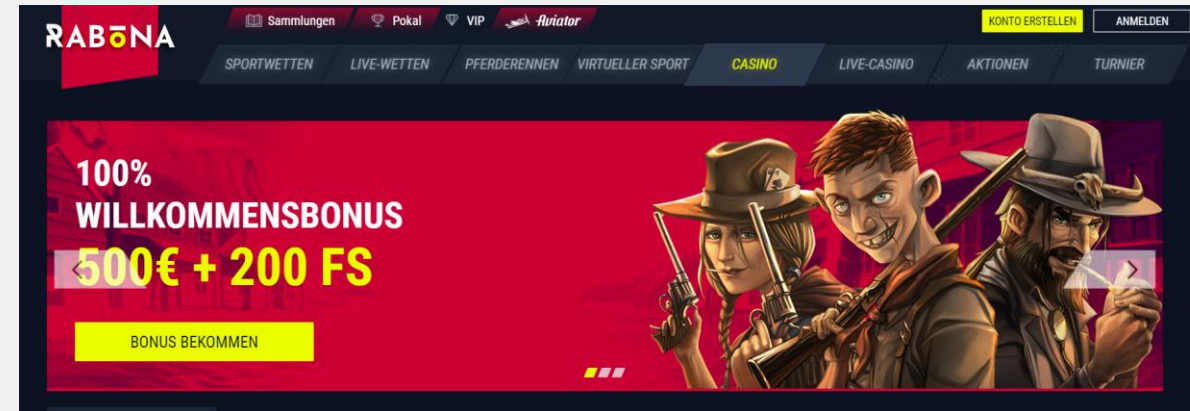 RABONA
Sammlungen Pokal VIP Aviator
KONTO ERSTELLEN ANMELDEN
SPORTWETTEN LIVE-WETTEN PFERDERENNEN VIRTUELLER SPORT CASINO LIVE-CASINO AKTIONEN TURNIER
100%
WILLKOMMENSBONUS
500€ + 200 FS
BONUS BEKOMMEN